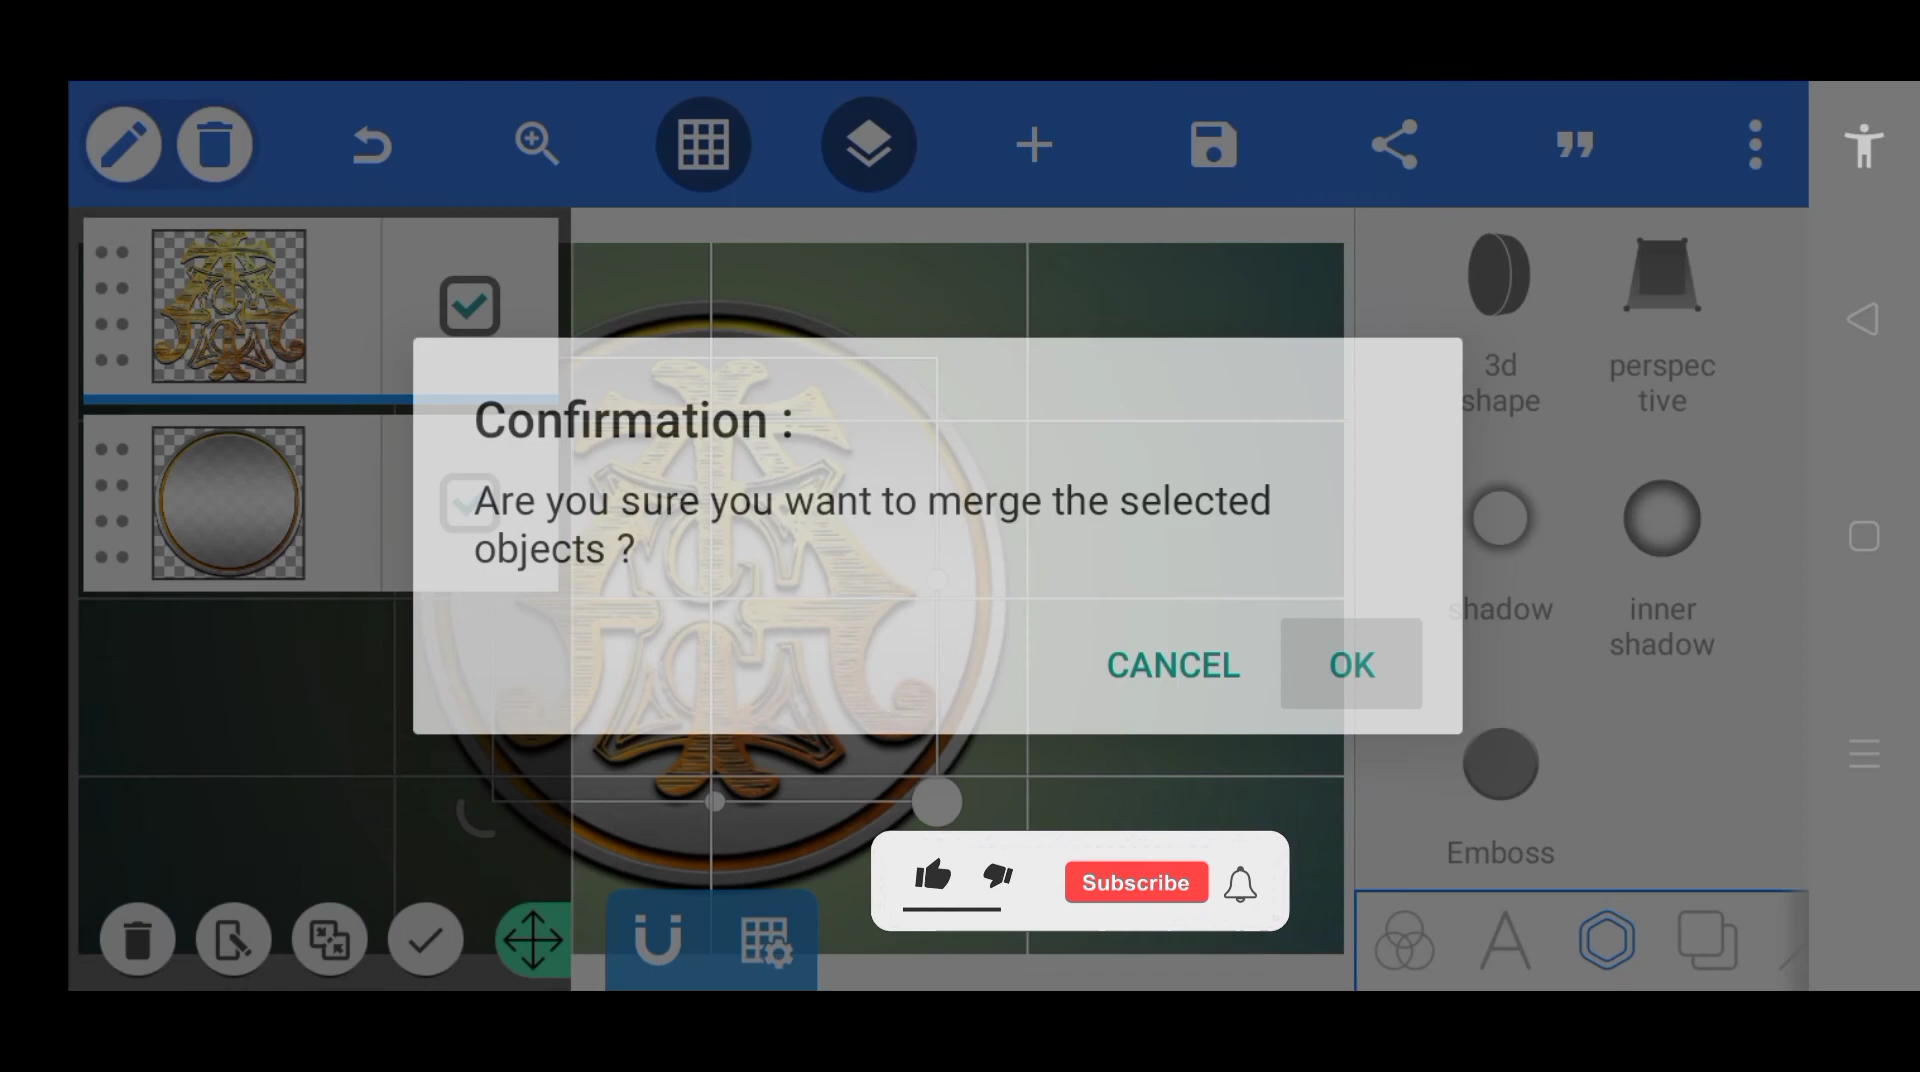 3d
shape
perspec
tive
Confirmation :
Are you sure you want to merge the selected
objects ?
CANCEL
OK
shadow
inner
shadow
Emboss
Subscribe